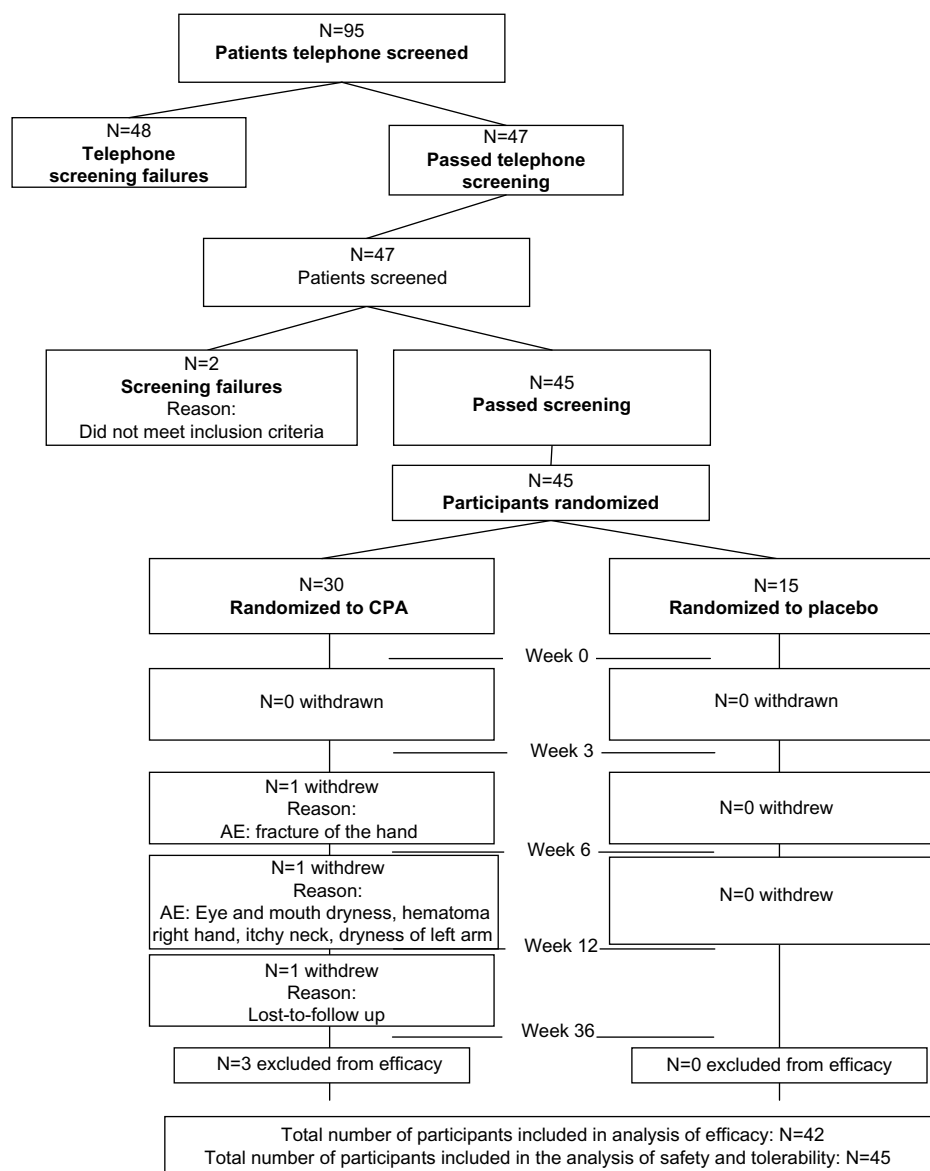 N=95
Patients telephone screened
N=48
Telephone
screening failures
N=47
Passed telephone
screening
N=47
Patients screened
N=2
Screening failures
Reason:
Did not meet inclusion criteria
N=45
Passed screening
N=45
Participants randomized
N=30
Randomized to CPA
N=15
Randomized to placebo
Week 0
N=0 withdrawn
N=0 withdrawn
Week 3
N=1 withdrew
Reason:
AE: fracture of the hand
N=0 withdrew
Week 6
N=1 withdrew
Reason:
AE: Eye and mouth dryness, hematoma
right hand, itchy neck, dryness of left arm
N=0 withdrew
Week 12
N=1 withdrew
Reason:
Lost-to-follow up
Week 36
N=3 excluded from efficacy
N=0 excluded from efficacy
Total number of participants included in analysis of efficacy: N=42
Total number of participants included in the analysis of safety and tolerability: N=45